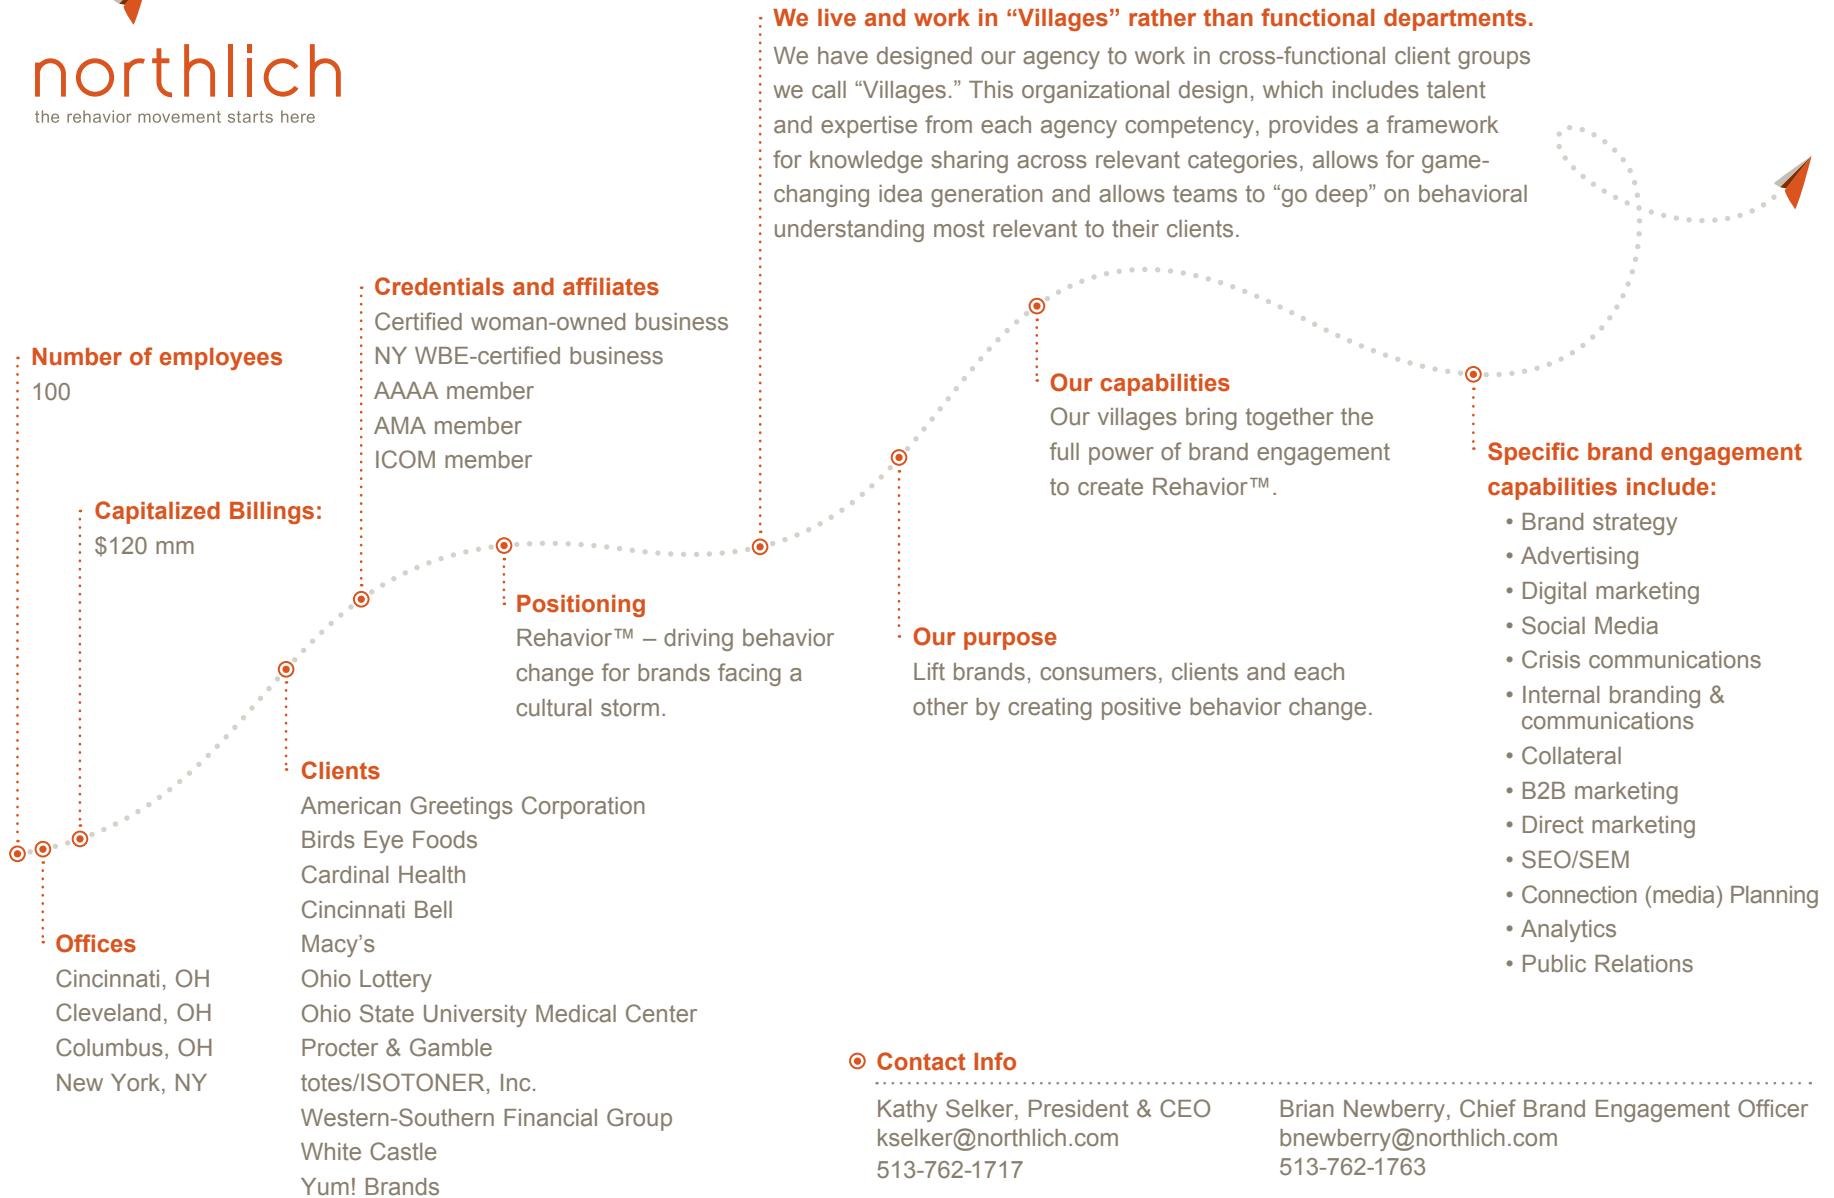 northlich
the rehavior movement starts here
We live and work in “Villages” rather than functional departments.
We have designed our agency to work in cross-functional client groups
we call “Villages.” This organizational design, which includes talent
and expertise from each agency competency, provides a framework
for knowledge sharing across relevant categories, allows for game-
changing idea generation and allows teams to “go deep” on behavioral
understanding most relevant to their clients.
Number of employees
100
Capitalized Billings:
$120 mm
Credentials and affiliates
Certified woman-owned business
NY WBE-certified business
AAAA member
AMA member
ICOM member
Offices
Cincinnati, OH
Cleveland, OH
Columbus, OH
New York, NY
Clients
American Greetings Corporation
Birds Eye Foods
Cardinal Health
Cincinnati Bell
Macy’s
Ohio Lottery
Ohio State University Medical Center
Procter & Gamble
totes/ISOTONER, Inc.
Western-Southern Financial Group
White Castle
Yum! Brands
Positioning
Rehavior™ – driving behavior
change for brands facing a
cultural storm.
Our purpose
Lift brands, consumers, clients and each
other by creating positive behavior change.
Our capabilities
Our villages bring together the
full power of brand engagement
to create Rehavior™.
Specific brand engagement
capabilities include:
• Brand strategy
• Advertising
• Digital marketing
• Social Media
• Crisis communications
• Internal branding &
communications
• Collateral
• B2B marketing
• Direct marketing
• SEO/SEM
• Connection (media) Planning
• Analytics
• Public Relations
Contact Info
Kathy Selker, President & CEO
kselker@northlich.com
513-762-1717
Brian Newberry, Chief Brand Engagement Officer
bnewberry@northlich.com
513-762-1763